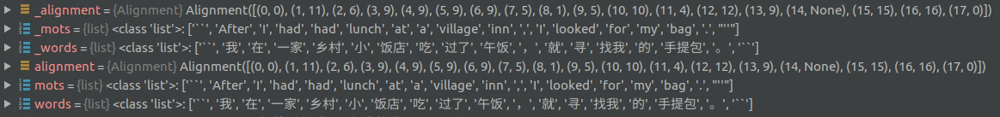 _alignment = {Alignment} Alignment([(0, 0), (1, 11), (2, 6), (3, 9), (4, 9), (5, 9), (6, 9), (7, 5), (8, 1), (9, 5), (10, 10), (11, 4), (12, 12), (13, 9), (14, None), (15, 15), (16, 16), (17, 0)])
_mots = {list} <class 'list'>: ['``', 'After', 'I', 'had', 'had', 'lunch', 'at', 'a', 'village', 'inn', ',', 'I', 'looked', 'for', 'my', 'bag', '.', "''"]
_words = {list} <class 'list'>: ['``', '我', '在', '一家', '乡村', '小', '饭店', '吃', '过了', '午饭', '，', '就', '寻', '找我', '的', '手提包', '。', '``']
alignment = {Alignment} Alignment([(0, 0), (1, 11), (2, 6), (3, 9), (4, 9), (5, 9), (6, 9), (7, 5), (8, 1), (9, 5), (10, 10), (11, 4), (12, 12), (13, 9), (14, None), (15, 15), (16, 16), (17, 0)])
mots = {list} <class 'list'>: ['``', 'After', 'I', 'had', 'had', 'lunch', 'at', 'a', 'village', 'inn', ',', 'I', 'looked', 'for', 'my', 'bag', '.', "''"]
words = {list} <class 'list'>: ['``', '我', '在', '一家', '乡村', '小', '饭店', '吃', '过了', '午饭', '，', '就', '寻', '找我', '的', '手提包', '。', '``']